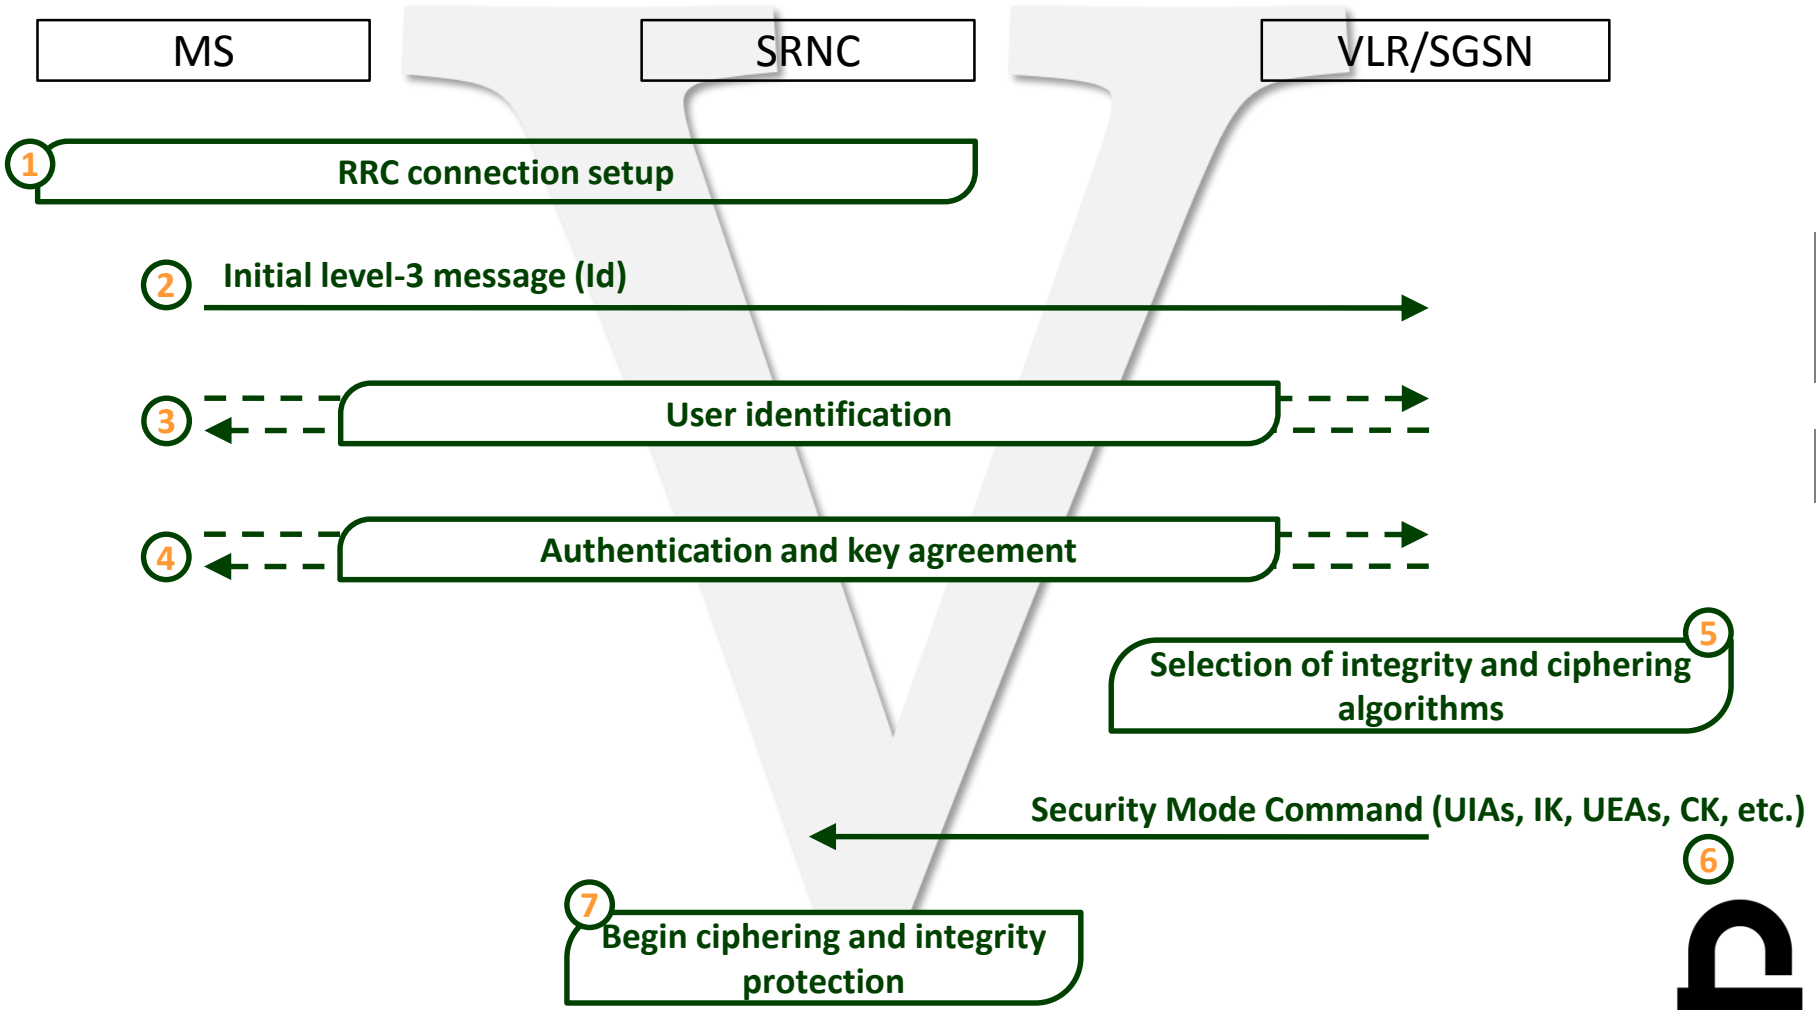 MS
SRNC
VLR/SGSN
1
RRC connection setup
2
Initial level-3 message (Id)
3
User identification
4
Authentication and key agreement
5
Selection of integrity and ciphering
algorithms
Security Mode Command (UIAs, IK, UEAs, CK, etc.)
6
7
Begin ciphering and integrity
protection